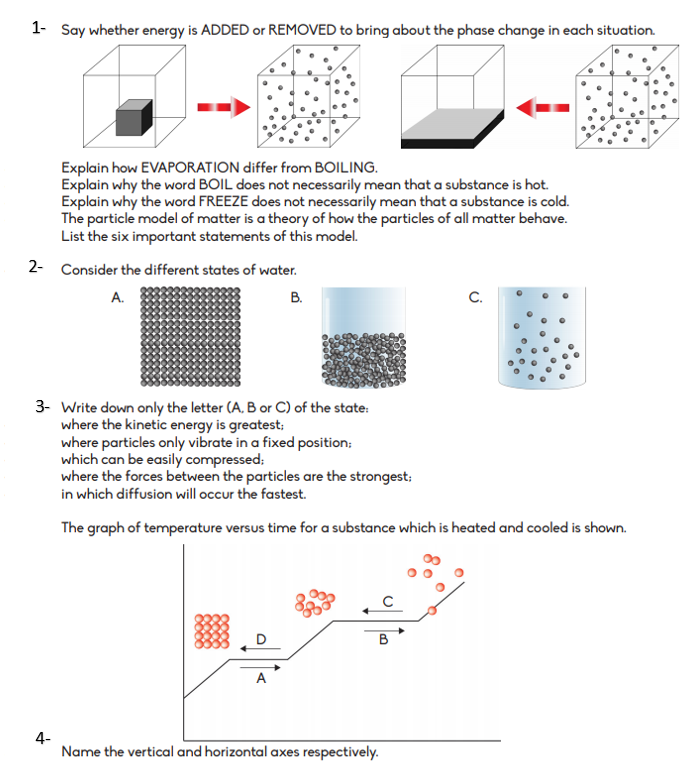 1- Say whether energy is ADDED or REMOVED to bring about the phase change in each situation.
Explain how EVAPORATION differ from BOILING.
Explain why the word BOIL does not necessarily mean that a substance is hot.
Explain why the word FREEZE does not necessarily mean that a substance is cold.
The particle model of matter is a theory of how the particles of all matter behave.
List the six important statements of this model.
2- Consider the different states of water.
A. B. C.
3- Write down only the letter (A, B or C) of the state:
where the kinetic energy is greatest;
where particles only vibrate in a fixed position;
which can be easily compressed;
where the forces between the particles are the strongest;
in which diffusion will occur the fastest.
The graph of temperature versus time for a substance which is heated and cooled is shown.
C
B
D
A
4-
Name the vertical and horizontal axes respectively.